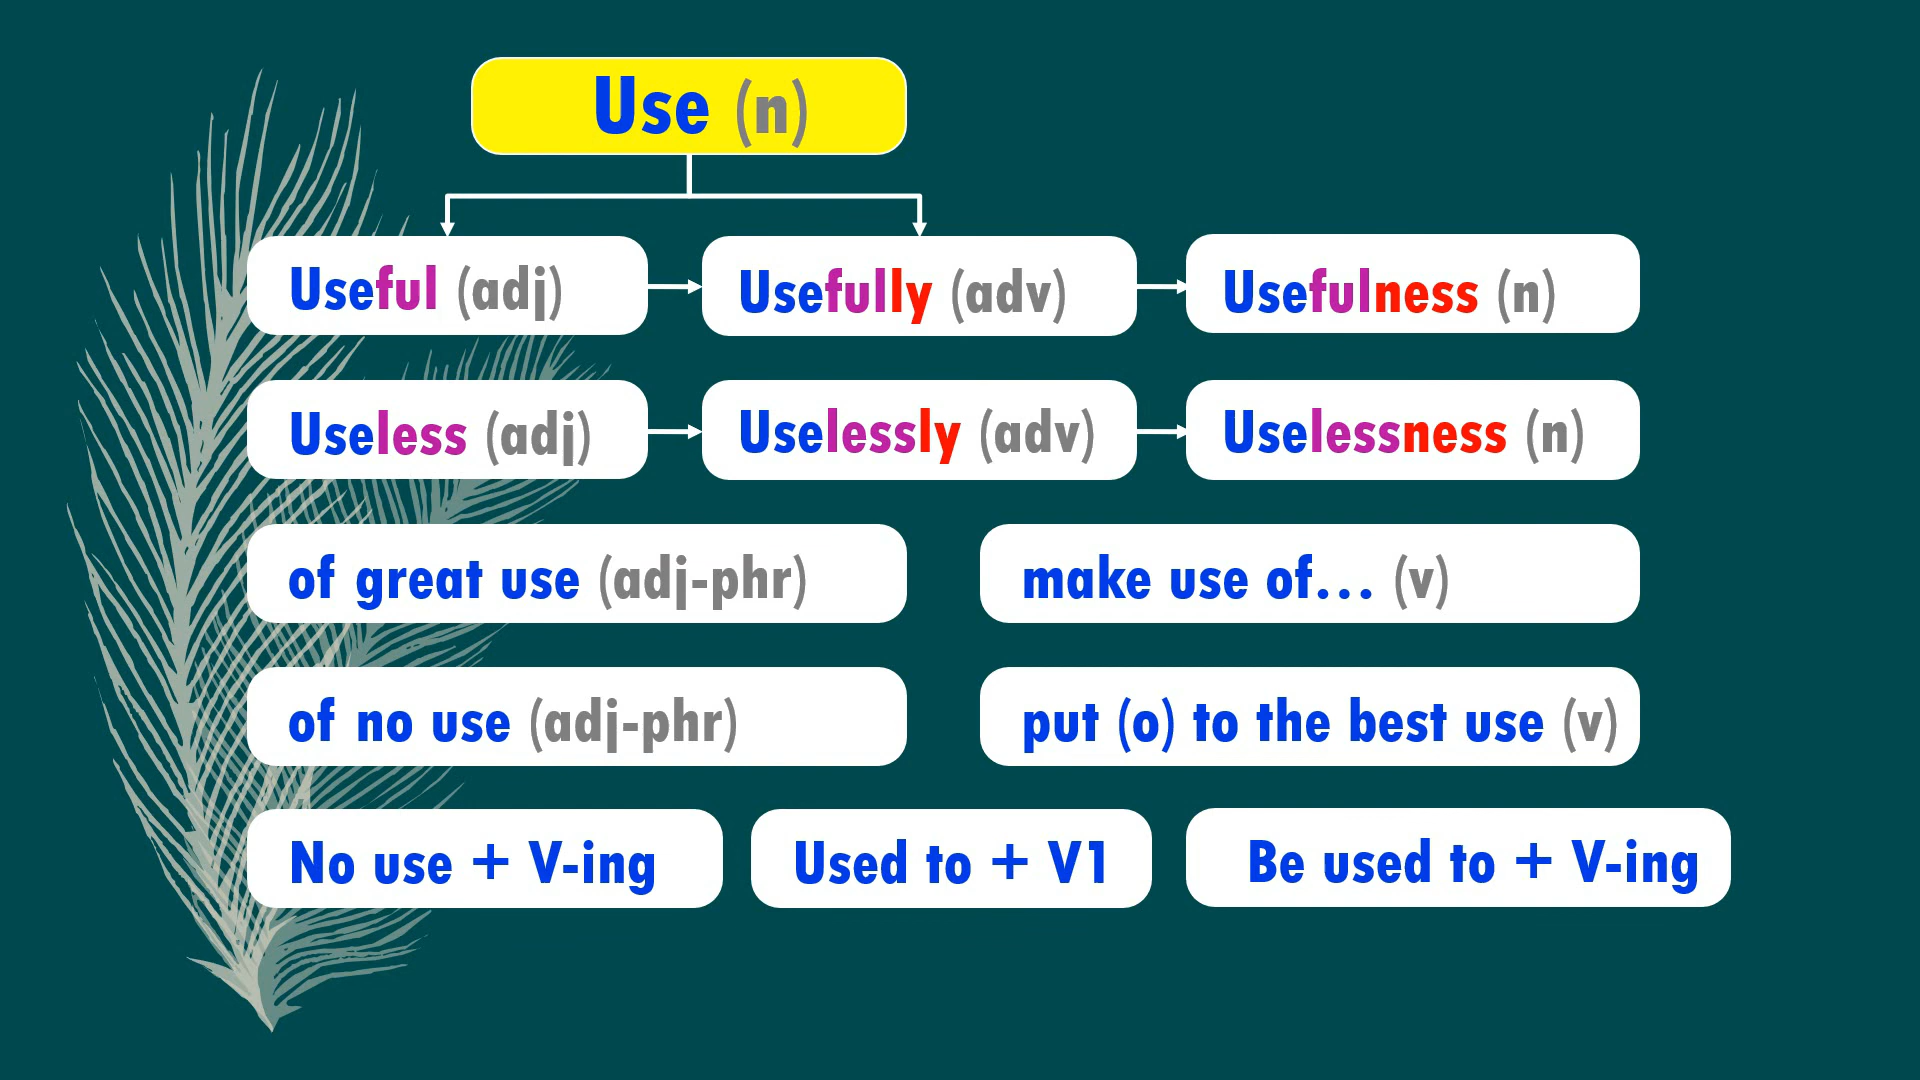 Use (n)
Useful (adj)
Usefully (adv)
Usefulness (n)
Useless (adj)
Uselessly (adv)
Uselessness (n)
of great use (adj-phr)
make use of... (v)
of no use (adj-phr)
put (o) to the best use (v)
No use + V-ing
Used to + V1
Be used to + V-ing